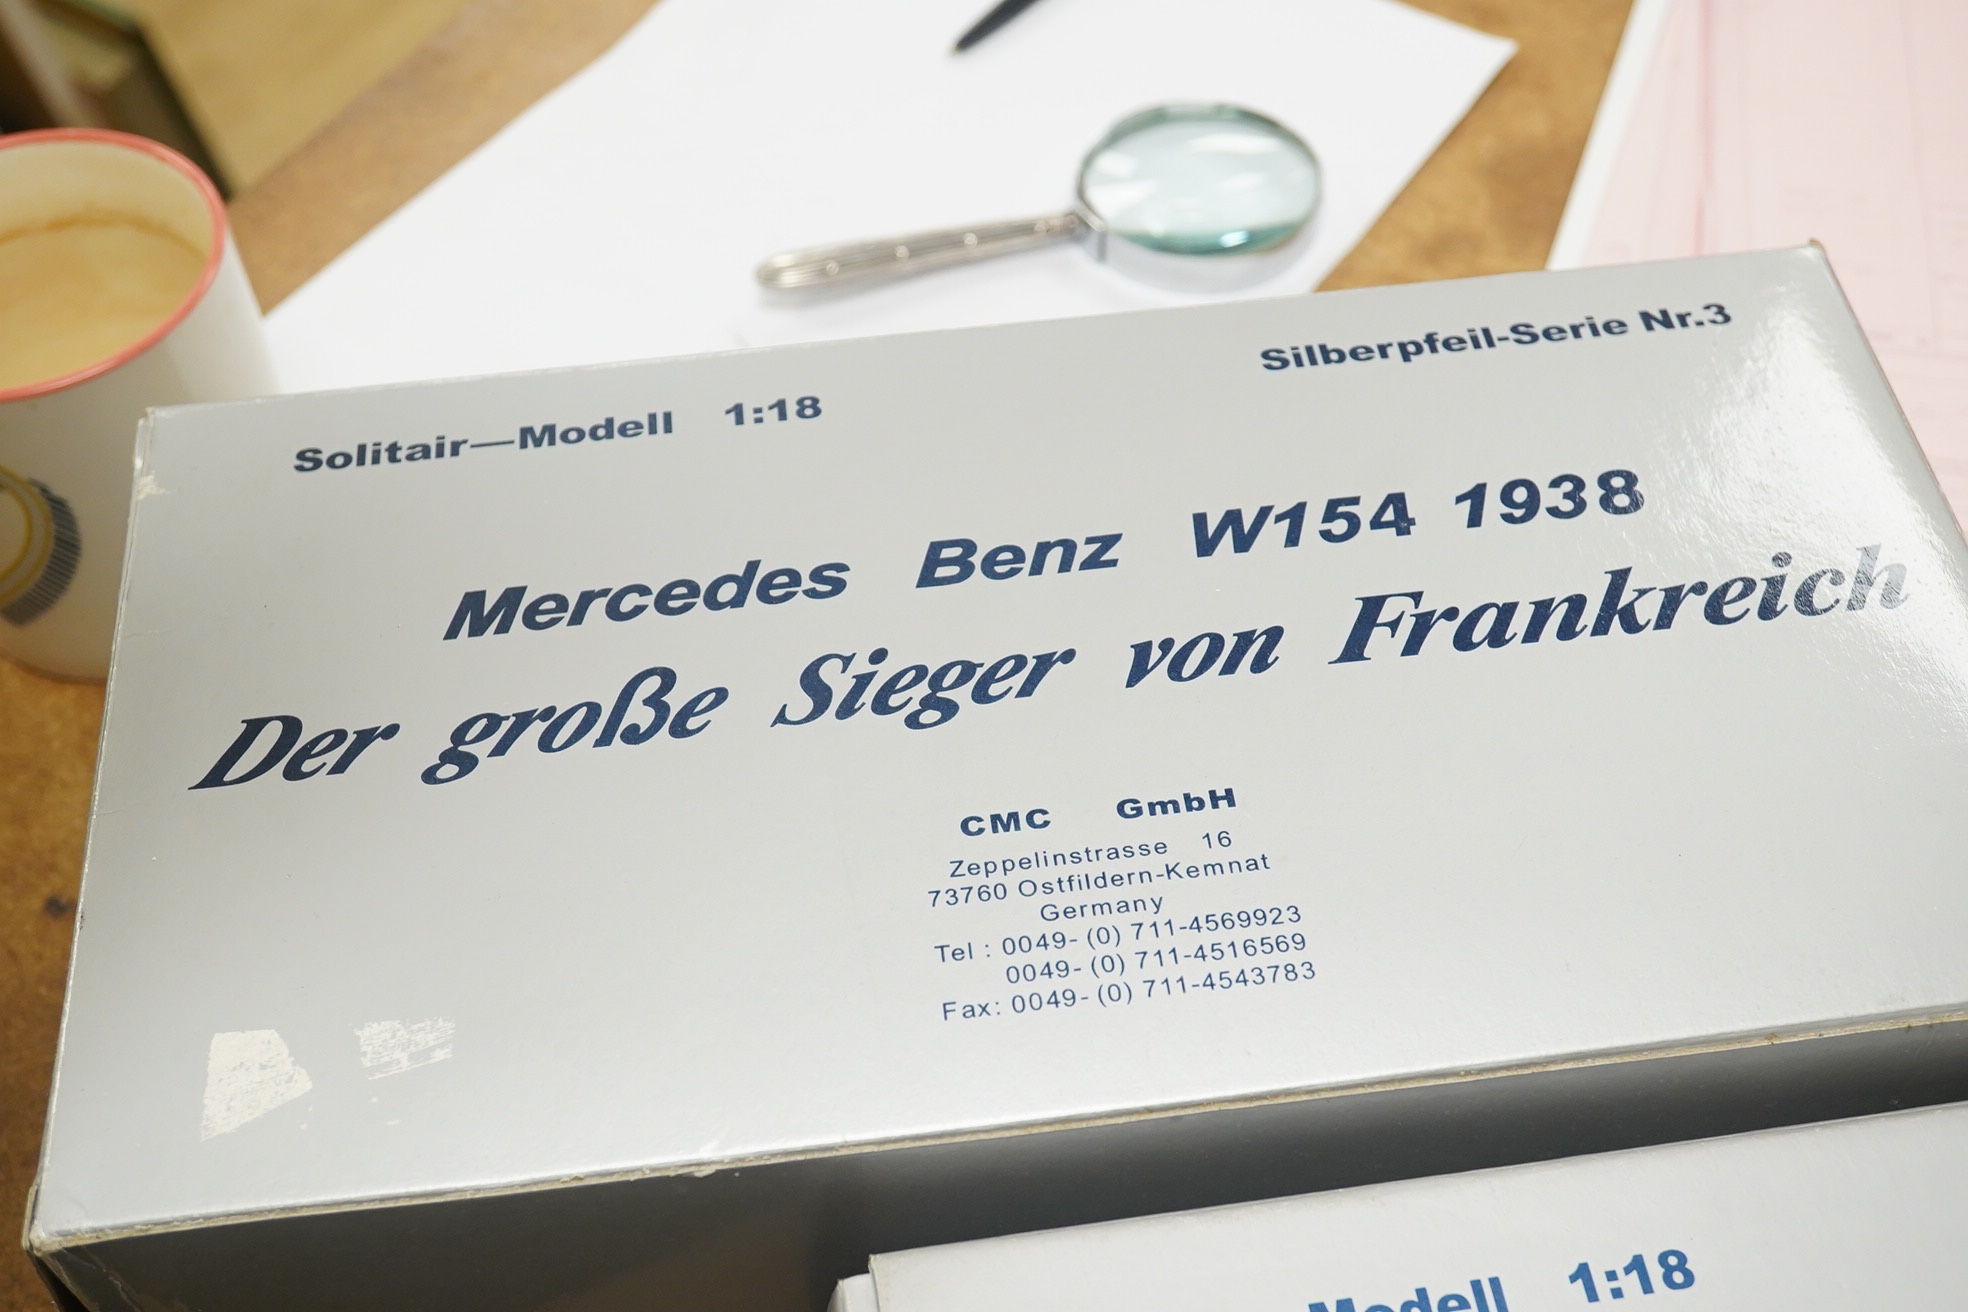 Solitair—Modell 1:18
Silberpfeil-Serie Nr.3
Mercedes Benz W154 1938
Der große Sieger von Frankreich
CMC GmbH
Zeppelinstrasse 16
73760 Ostfildern-Kemnat
Germany
Tel : 0049- (0) 711-4569923
0049- (0) 711-4516569
Fax: 0049- (0) 711-4543783
Modell 1:18